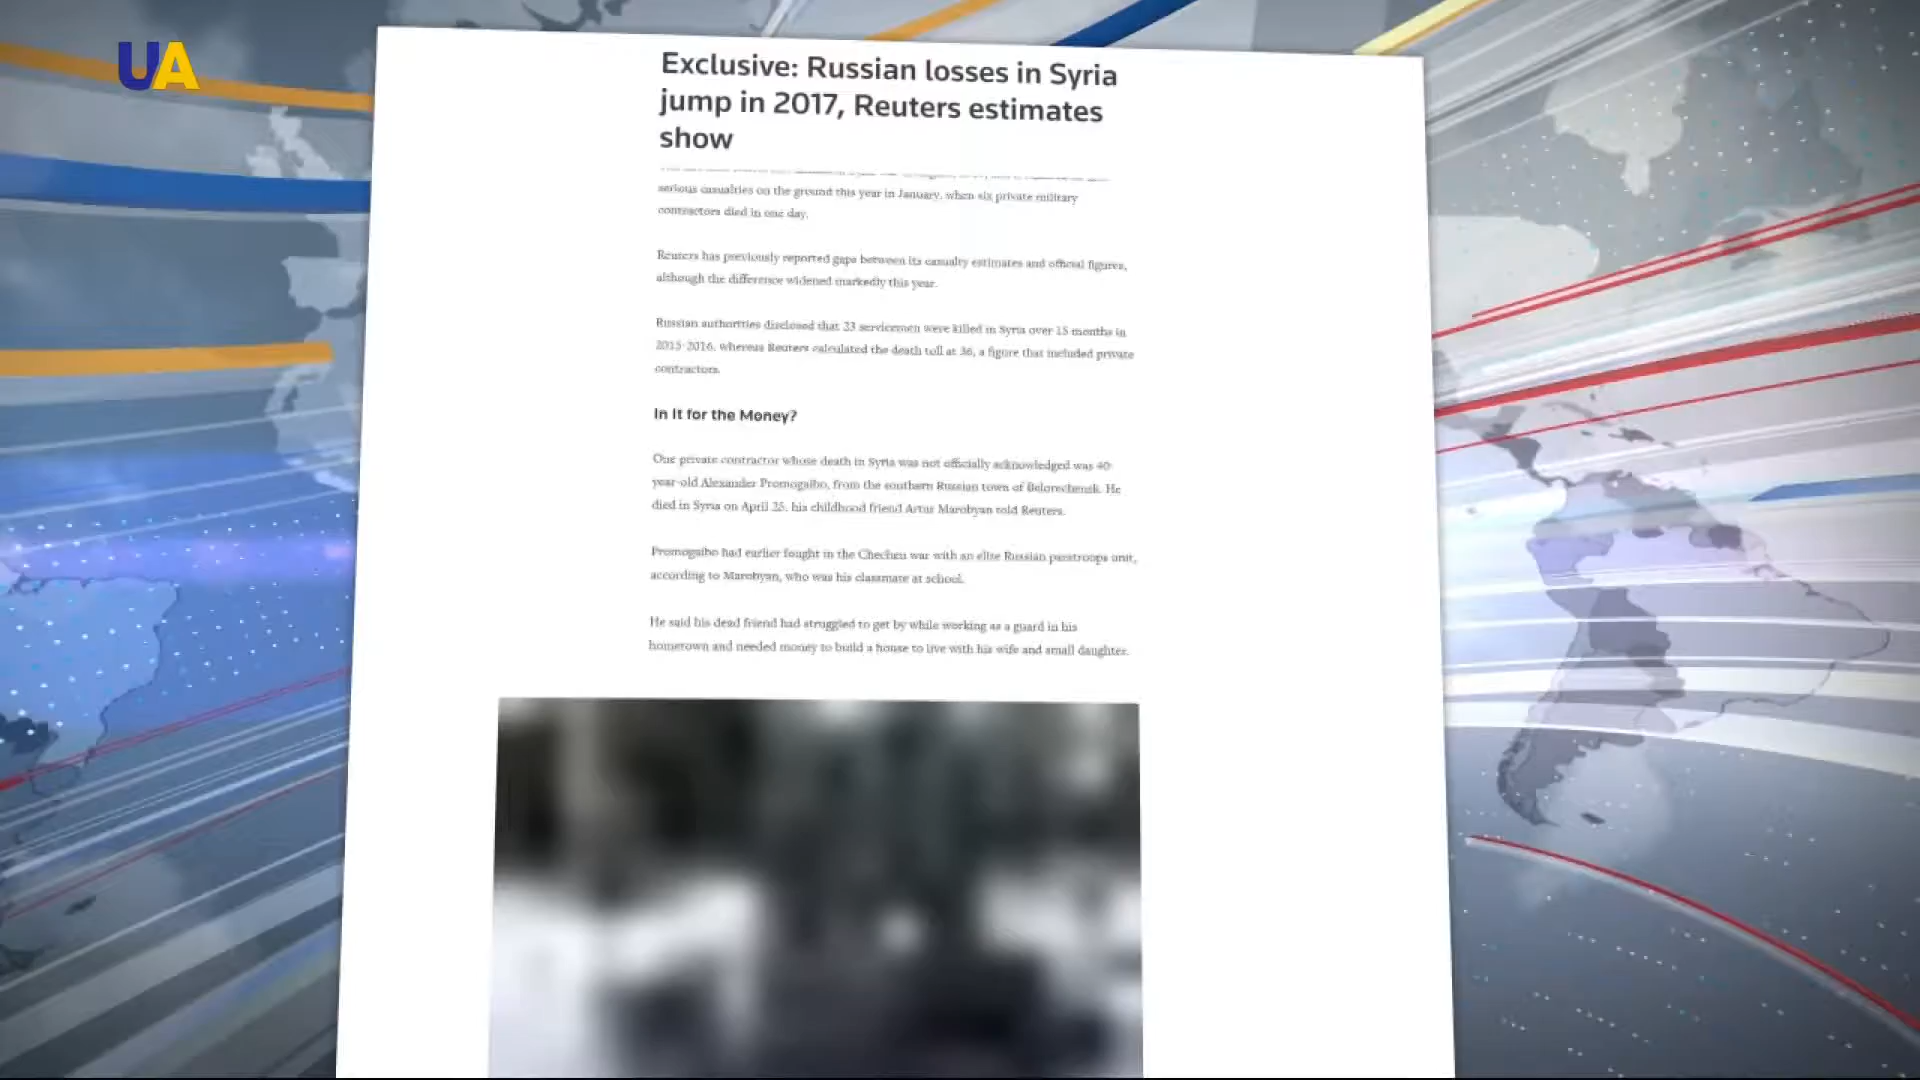 UA
Exclusive: Russian losses in Syria
jump in 2017, Reuters estimates
show
serious casualties on the ground this year in January, when six private military
contractors died in one day.
Reuters has previously reported gaps between its casualty estimates and official figures,
although the difference widened markedly this year.
Russian authorities disclosed that 23 servicemen were killed in Syria over 15 months in
2015-2016, whereas Reuters calculated the death toll at 36, a figure that included private
contractors.
In It for the Money?
One private contractor whose death in Syria was not officially acknowledged was 40-
year-old Alexander Promogaibo, from the southern Russian town of Belorechensk. He
died in Syria on April 25, his childhood friend Artur Marobyan told Reuters.
Promogaibo had earlier fought in the Chechen war with an elite Russian paratroops unit,
according to Marobyan, who was his classmate at school.
He said his dead friend had struggled to get by while working as a guard in his
hometown and needed money to build a house to live with his wife and small daughter.